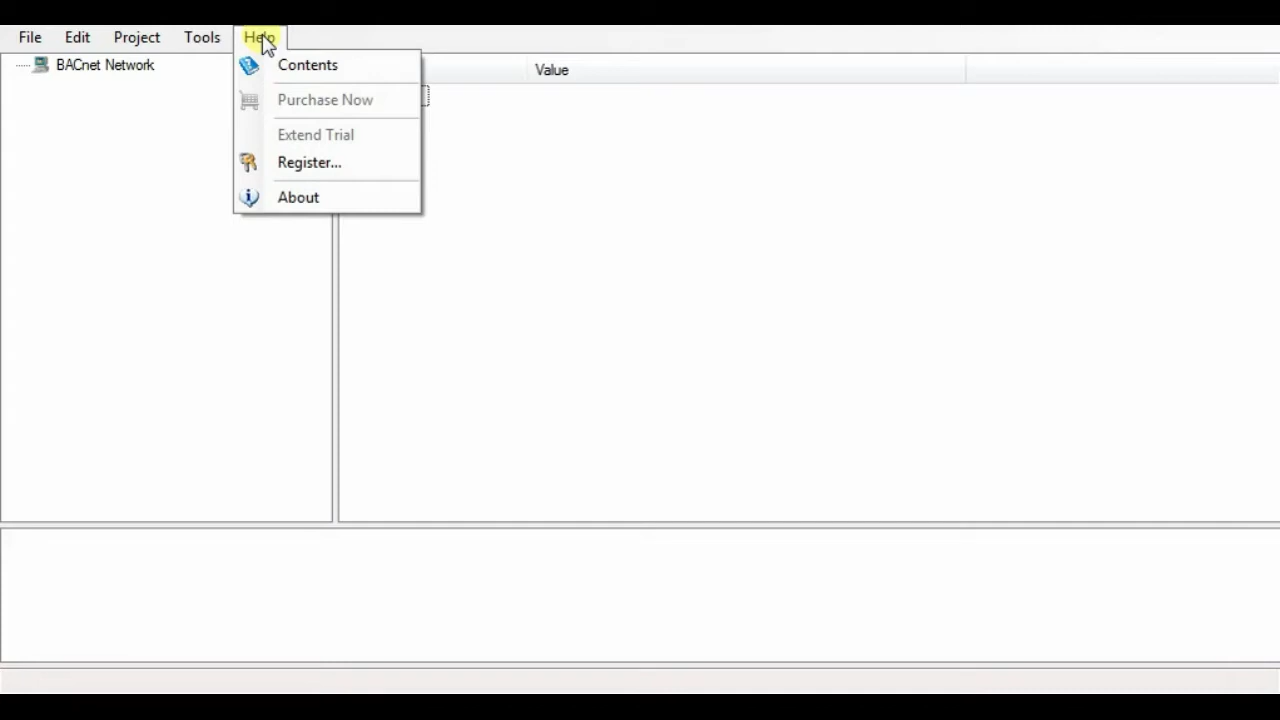 File Edit Project Tools Help
BACnet Network
Value
Contents
Purchase Now
Extend Trial
Register...
About